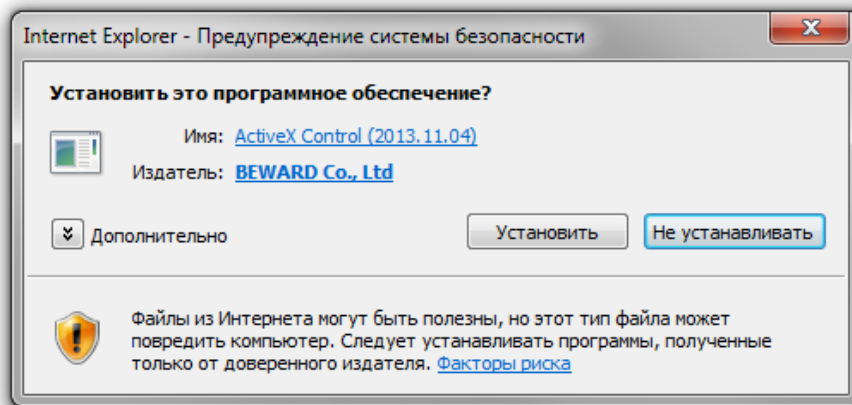 Internet Explorer - Предупреждение системы безопасности
Установить это программное обеспечение?
Имя: ActiveX Control (2013.11.04)
Издатель: BEWARD Co., Ltd
Дополнительно
Установить
Не устанавливать
Файлы из Интернета могут быть полезны, но этот тип файла может
повредить компьютер. Следует устанавливать программы, полученные
только от доверенного издателя. Факторы риска